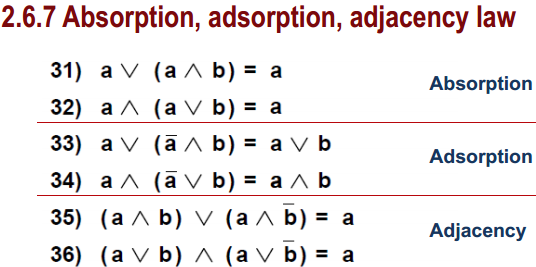 2.6.7 Absorption, adsorption, adjacency law
31) a ∨ (a ∧ b) = a
Absorption
32) a ∧ (a ∨ b) = a
33) a ∨ (a̅ ∧ b) = a ∨ b
Adsorption
34) a ∧ (a̅ ∨ b) = a ∧ b
35) (a ∧ b) ∨ (a ∧ b̅) = a
Adjacency
36) (a ∨ b) ∧ (a ∨ b̅) = a